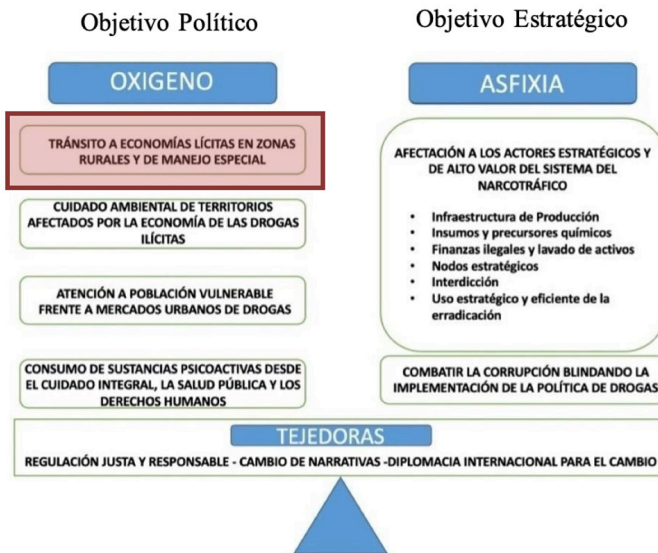 Objetivo Político
OXIGENO
TRÁNSITO A ECONOMÍAS LÍCITAS EN ZONAS
RURALES Y DE MANEJO ESPECIAL
CUIDADO AMBIENTAL DE TERRITORIOS
AFECTADOS POR LA ECONOMÍA DE LAS DROGAS
ILÍCITAS
ATENCIÓN A POBLACIÓN VULNERABLE
FRENTE A MERCADOS URBANOS DE DROGAS
CONSUMO DE SUSTANCIAS PSICOACTIVAS DESDE
EL CUIDADO INTEGRAL, LA SALUD PÚBLICA Y LOS
DERECHOS HUMANOS
Objetivo Estratégico
ASFIXIA
AFECTACIÓN A LOS ACTORES ESTRATÉGICOS Y
DE ALTO VALOR DEL SISTEMA DEL
NARCOTRÁFICO
• Infraestructura de Producción
• Insumos y precursores químicos
• Finanzas ilegales y lavado de activos
• Nodos estratégicos
• Interdicción
• Uso estratégico y eficiente de la
erradicación
COMBATIR LA CORRUPCIÓN BLINDANDO LA
IMPLEMENTACIÓN DE LA POLÍTICA DE DROGAS
TEJEDORAS
REGULACIÓN JUSTA Y RESPONSABLE - CAMBIO DE NARRATIVAS -DIPLOMACIA INTERNACIONAL PARA EL CAMBIO